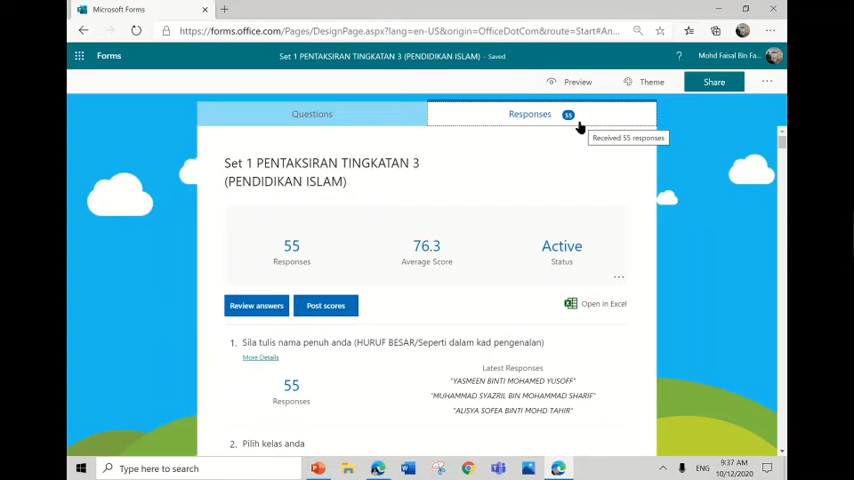 Microsoft Forms
https://forms.office.com/Pages/DesignPage.aspx?lang=en-US&origin=OfficeDotCom&route=Start#An...
Forms
Set 1 PENTAKSIRAN TINGKATAN 3 (PENDIDIKAN ISLAM) - Saved
?
Mohd Faisal Bin Fa...
Preview
Theme
Share
Questions
Responses 55
Received 55 responses
Set 1 PENTAKSIRAN TINGKATAN 3
(PENDIDIKAN ISLAM)
55
Responses
76.3
Average Score
Active
Status
Review answers
Post scores
Open in Excel
1. Sila tulis nama penuh anda (HURUF BESAR/Seperti dalam kad pengenalan)
More Details
55
Responses
Latest Responses
"YASMEEN BINTI MOHAMED YUSOFF"
"MUHAMMAD SYAZRIL BIN MOHAMMAD SHARIF"
"ALISYA SOFEA BINTI MOHD TAHIR"
2. Pilih kelas anda
Type here to search
ENG
9:37 AM
10/12/2020